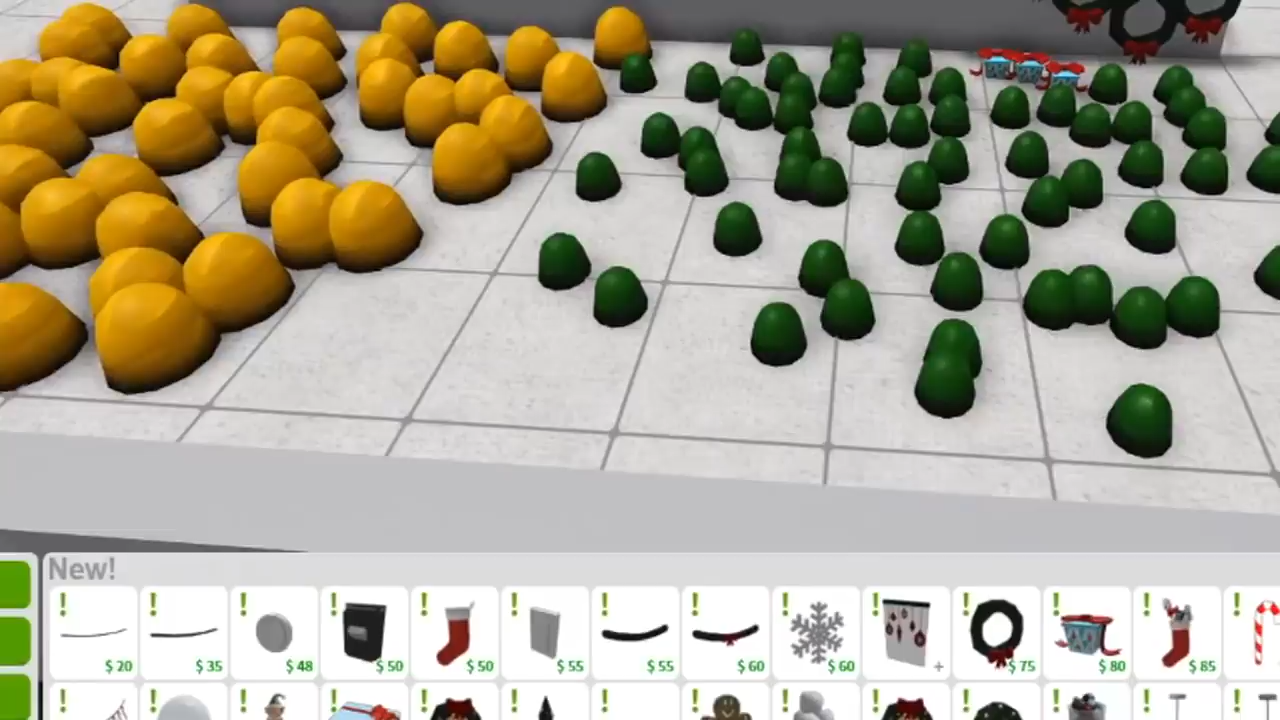 New!
! ! ! ! ! ! ! ! ! ! ! ! ! !
$ 20 $ 35 $ 48 $ 50 $ 50 $ 55 $ 55 $ 60 $ 60 + $ 75 $ 80 $ 85
! ! ! ! ! ! ! ! ! ! ! ! ! !